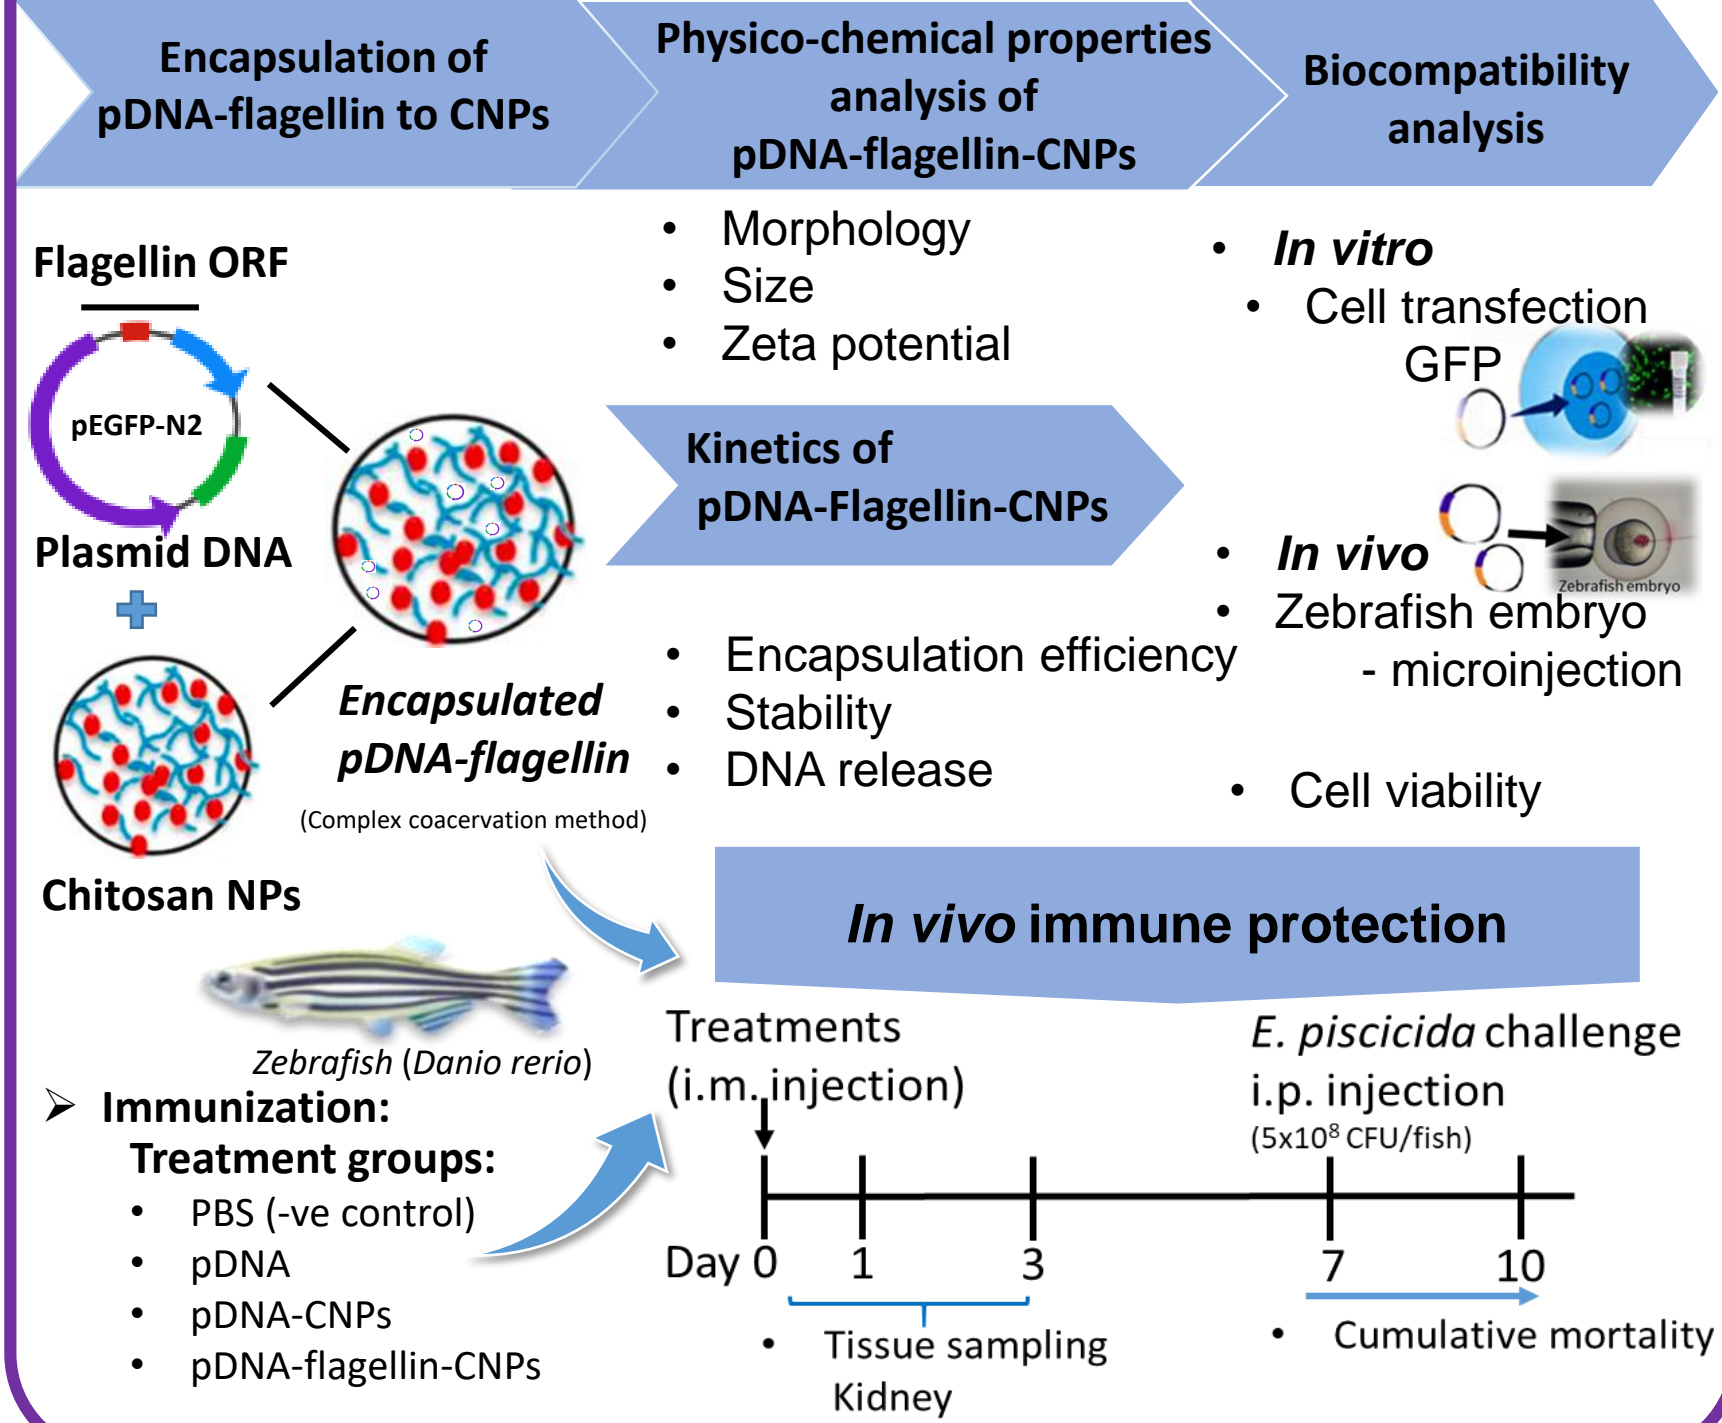 Encapsulation of
pDNA-flagellin to CNPs
Physico-chemical properties
analysis of
pDNA-flagellin-CNPs
Biocompatibility
analysis
Flagellin ORF
pEGFP-N2
Plasmid DNA
Chitosan NPs
Encapsulated
pDNA-flagellin
(Complex coacervation method)
• Morphology
• Size
• Zeta potential
Kinetics of
pDNA-Flagellin-CNPs
• Encapsulation efficiency
• Stability
• DNA release
• In vitro
• Cell transfection
GFP
• In vivo
Zebrafish embryo
• Zebrafish embryo
- microinjection
• Cell viability
In vivo immune protection
Zebrafish (Danio rerio)
➢ Immunization:
Treatment groups:
• PBS (-ve control)
• pDNA
• pDNA-CNPs
• pDNA-flagellin-CNPs
Treatments
(i.m. injection)
E. piscicida challenge
i.p. injection
(5x10⁸ CFU/fish)
Day 0 1 3 7 10
• Tissue sampling
Kidney
• Cumulative mortality